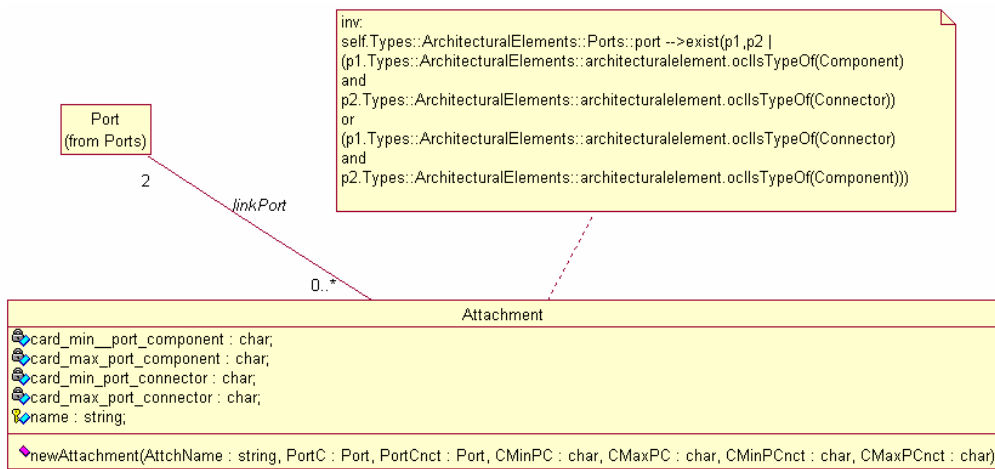 inv:
self.Types::ArchitecturalElements::Ports::port -->exist(p1,p2 |
(p1.Types::ArchitecturalElements::architecturalelement.oclIsTypeOf(Component)
and
p2.Types::ArchitecturalElements::architecturalelement.oclIsTypeOf(Connector))
or
(p1.Types::ArchitecturalElements::architecturalelement.oclIsTypeOf(Connector)
and
p2.Types::ArchitecturalElements::architecturalelement.oclIsTypeOf(Component)))
Port
(from Ports)
2
linkPort
0..*
Attachment
card_min__port_component : char;
card_max_port_component : char;
card_min_port_connector : char;
card_max_port_connector : char;
name : string;
newAttachment(AttchName : string, PortC : Port, PortCnct : Port, CMinPC : char, CMaxPC : char, CMinPCnct : char, CMaxPCnct : char)